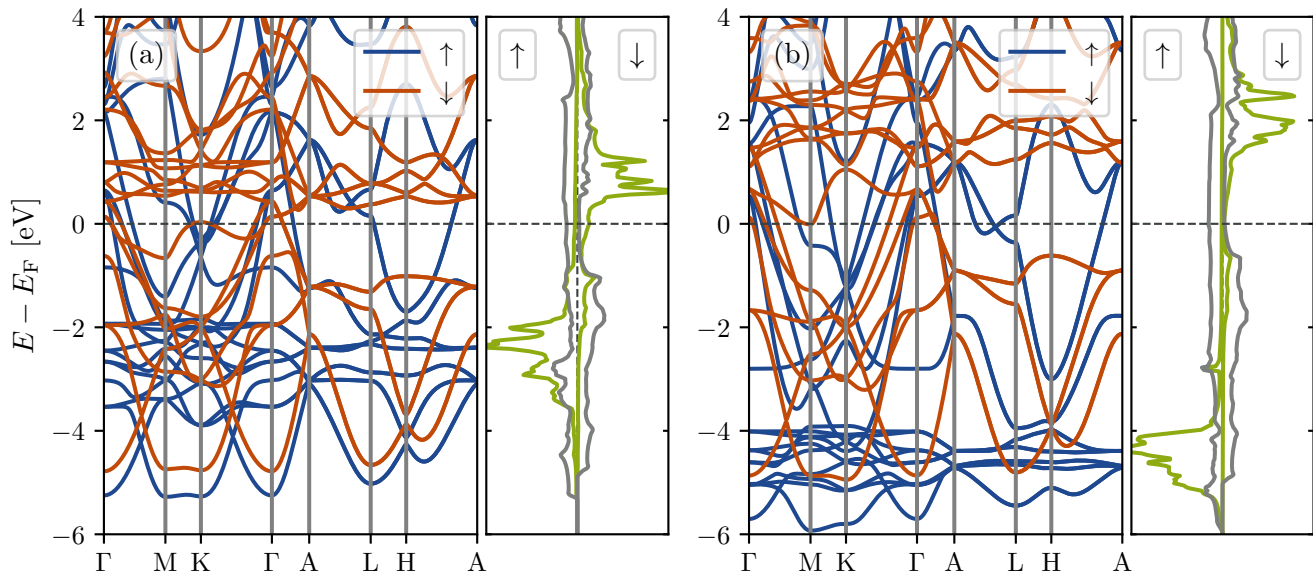 E − E_F [eV]
4
2
0
−2
−4
−6
(a)
↑
↓
Γ M K Γ A L H A
↑ ↓
(b)
↑
↓
Γ M K Γ A L H A
↑ ↓